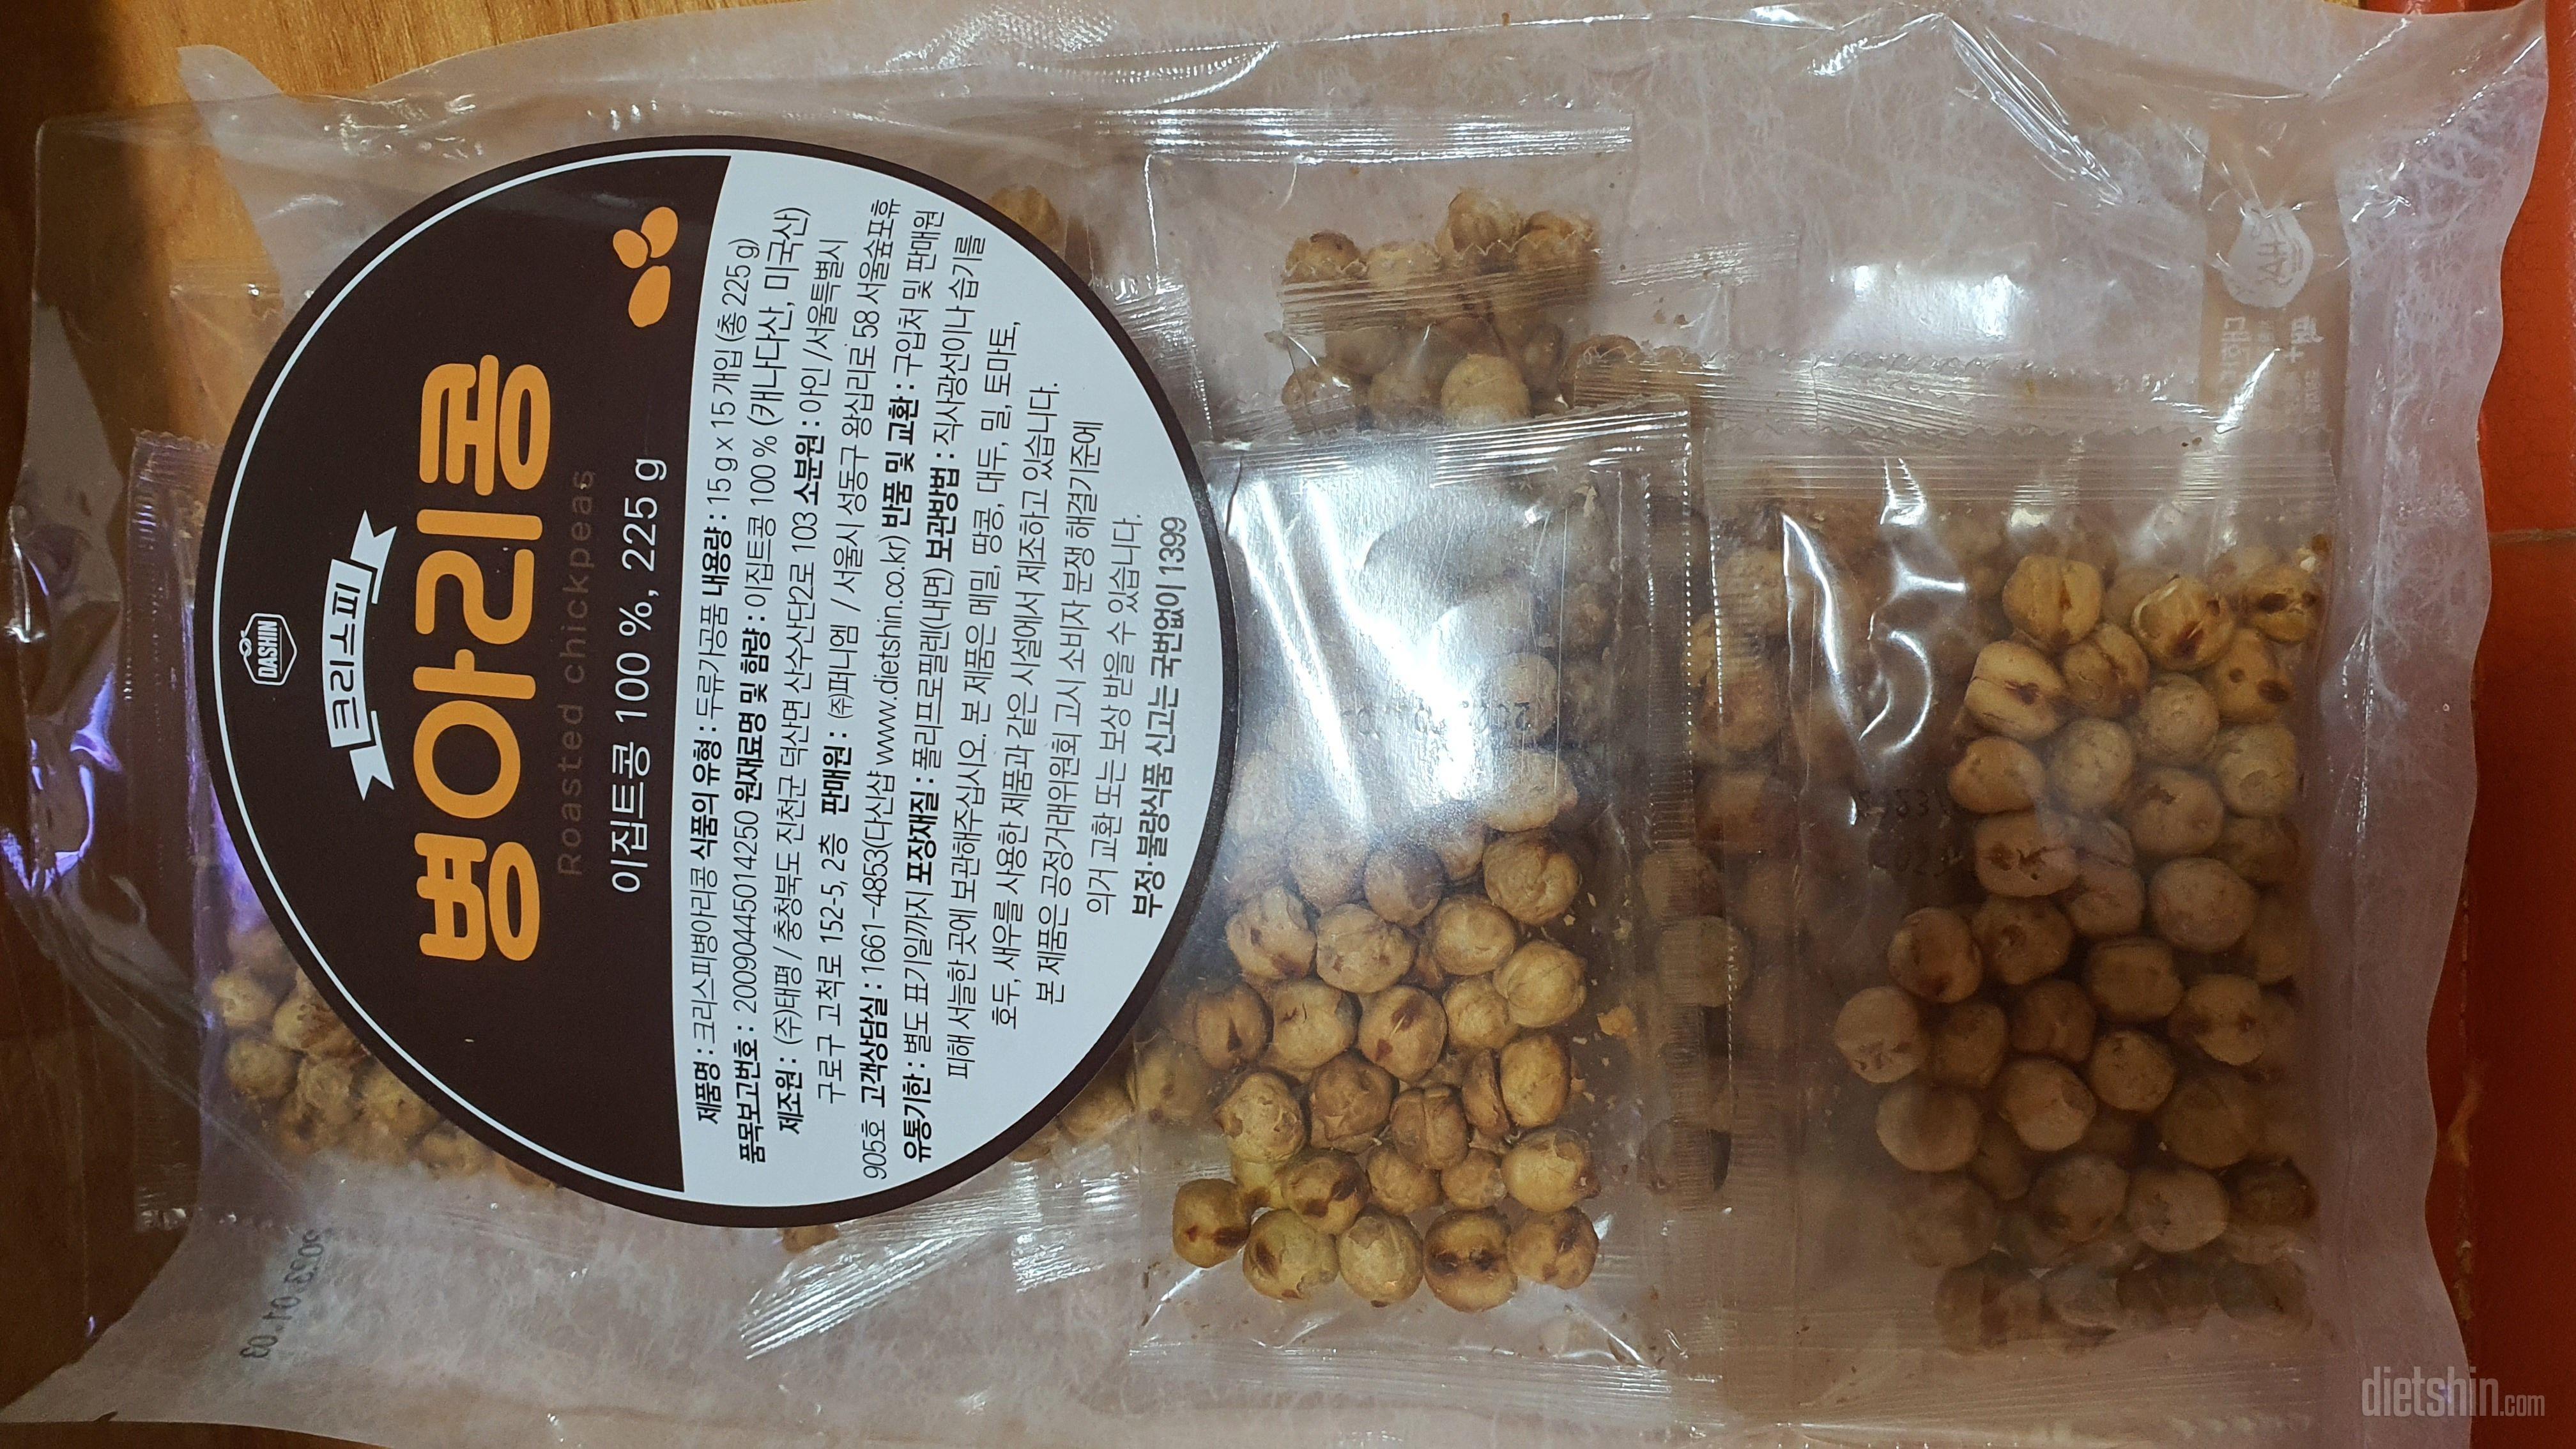 DASHIN
크리스피
병아리콩
Roasted chickpeas
이집트콩 100 %, 225 g
제품명 : 크리스피병아리콩 식품의 유형 : 두류가공품 내용량 : 15 g x 15 개입 (총 225 g)
품목보고번호 : 20090445014250 원재료명 및 함량 : 이집트콩 100 % (캐나다산, 미국산)
제조원 : (주)태평 / 충청북도 진천군 덕산면 산수산단2로 103 소분원 : 아인 /서울특별시
구로구 고척로 152-5, 2층 판매원 : (주)퍼니엠 / 서울시 성동구 왕십리로 58 서울숲포휴
905호 고객상담실 : 1661-4853(다신샵 www.dietshin.co.kr) 반품 및 교환 : 구입처 및 판매원
유통기한 : 별도 표기일까지 포장재질 : 폴리프로필렌(내면) 보관방법 : 직사광선이나 습기를
피해 서늘한 곳에 보관해주십시오. 본 제품은 메밀, 땅콩, 대두, 밀, 토마토,
호두, 새우를 사용한 제품과 같은 시설에서 제조하고 있습니다.
본 제품은 공정거래위원회 고시 소비자 분쟁 해결기준에
의거 교환 또는 보상 받을 수 있습니다.
부정·불량식품 신고는 국번없이 1399
dietshin.com